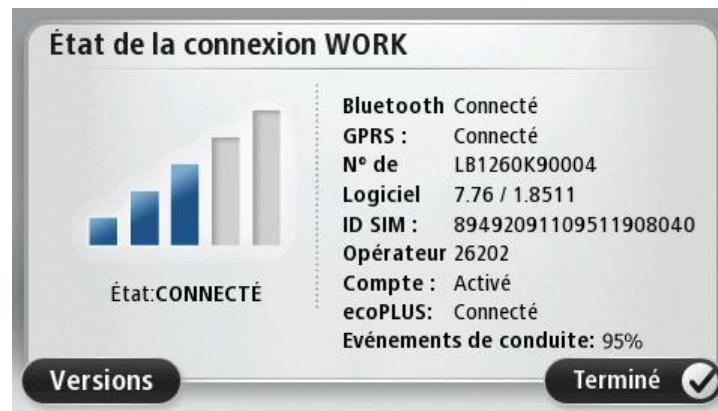 État de la connexion WORK
Bluetooth Connecté
GPRS : Connecté
Nº de LB1260K90004
Logiciel 7.76 / 1.8511
ID SIM : 89492091109511908040
Opérateur 26202
Compte : Activé
ecoPLUS: Connecté
Evénements de conduite: 95%
État:CONNECTÉ
Versions
Terminé